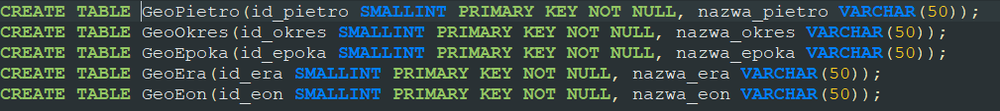 CREATE TABLE GeoPietro(id_pietro SMALLINT PRIMARY KEY NOT NULL, nazwa_pietro VARCHAR(50));
CREATE TABLE GeoOkres(id_okres SMALLINT PRIMARY KEY NOT NULL, nazwa_okres VARCHAR(50));
CREATE TABLE GeoEpoka(id_epoka SMALLINT PRIMARY KEY NOT NULL, nazwa_epoka VARCHAR(50));
CREATE TABLE GeoEra(id_era SMALLINT PRIMARY KEY NOT NULL, nazwa_era VARCHAR(50));
CREATE TABLE GeoEon(id_eon SMALLINT PRIMARY KEY NOT NULL, nazwa_eon VARCHAR(50));